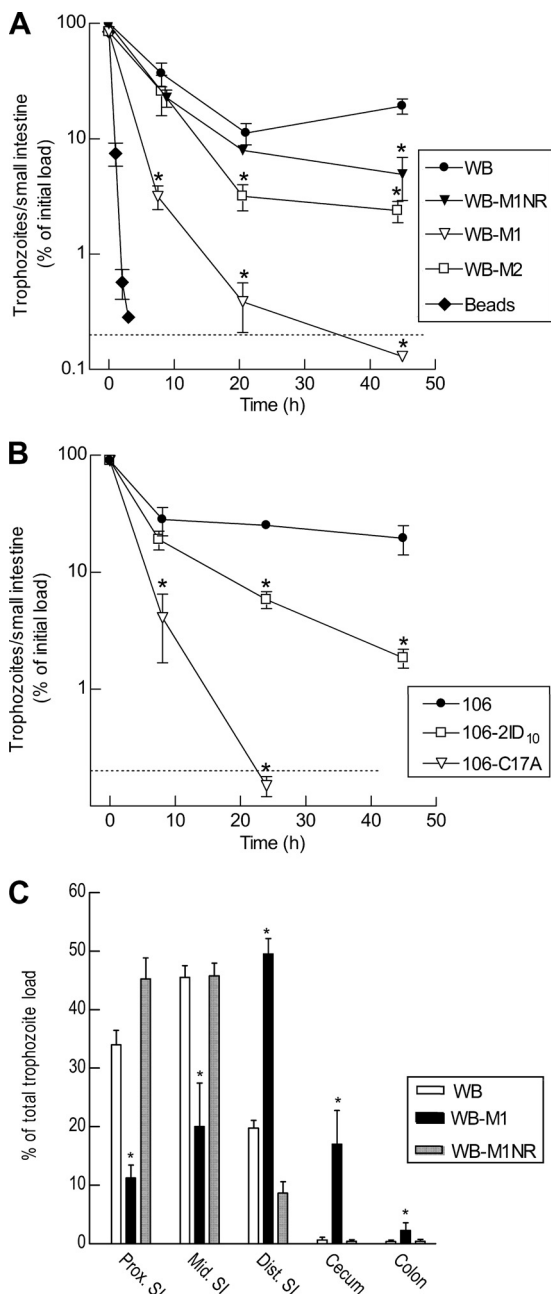 A
Trophozoites/small intestine
(% of initial load)
100
10
1
0.1
*
*
*
*
*
*
0 10 20 30 40 50
Time (h)
WB
WB-M1NR
WB-M1
WB-M2
Beads
B
Trophozoites/small intestine
(% of initial load)
100
10
1
*
*
*
*
0 10 20 30 40 50
Time (h)
106
106-2ID10
106-C17A
C
% of total trophozoite load
60
50
40
30
20
10
0
*
*
*
*
*
Prox. SI
Mid. SI
Dist. SI
Cecum
Colon
WB
WB-M1
WB-M1NR